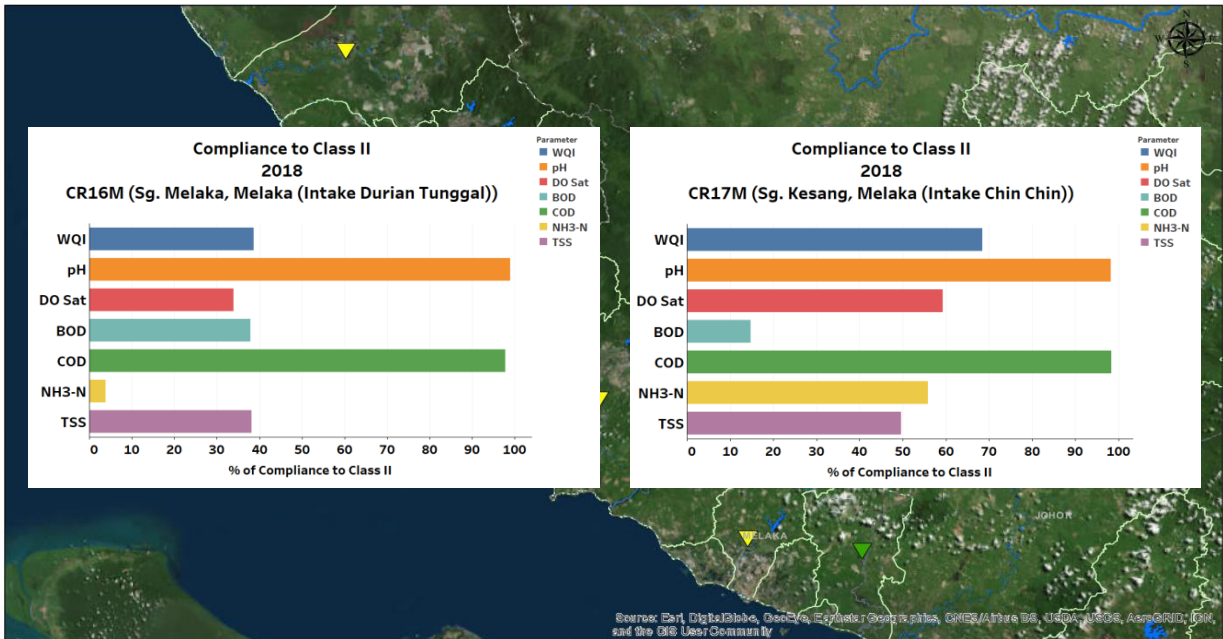 N
W E
S
Compliance to Class II
2018
CR16M (Sg. Melaka, Melaka (Intake Durian Tunggal))
Parameter
WQI
pH
DO Sat
BOD
COD
NH3-N
TSS
WQI
pH
DO Sat
BOD
COD
NH3-N
TSS
0 10 20 30 40 50 60 70 80 90 100
% of Compliance to Class II
Compliance to Class II
2018
CR17M (Sg. Kesang, Melaka (Intake Chin Chin))
Parameter
WQI
pH
DO Sat
BOD
COD
NH3-N
TSS
WQI
pH
DO Sat
BOD
COD
NH3-N
TSS
0 10 20 30 40 50 60 70 80 90 100
% of Compliance to Class II
JOHOR
MELAKA
Source: Esri, DigitalGlobe, GeoEye, Earthstar Geographics, CNES/Airbus DS, USDA, USGS, AeroGRID, IGN,
and the GIS User Community